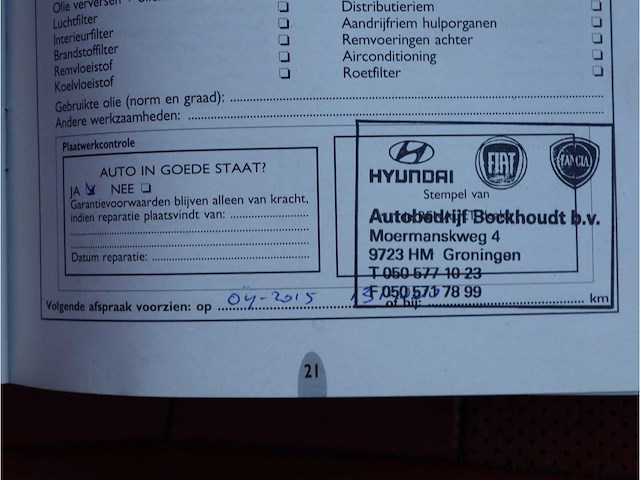 Olie verversen
Luchtfilter
Interieurfilter
Brandstoffilter
Remvloeistof
Koelvloeistof
Distributieriem
Aandrijfriem hulporganen
Remvoeringen achter
Airconditioning
Roetfilter
Gebruikte olie (norm en graad):
Andere werkzaamheden:
Plaatwerkcontrole
AUTO IN GOEDE STAAT?
JA NEE
Garantievoorwaarden blijven alleen van kracht,
indien reparatie plaatsvindt van:
Datum reparatie:
HYUNDAI
FIAT
LANCIA
Stempel van
Autobedrijf Boekhoudt b.v.
Moermanskweg 4
9723 HM Groningen
T 050 577 10 23
F 050 571 78 99
Volgende afspraak voorzien: op 04-2015 of bij: km
21